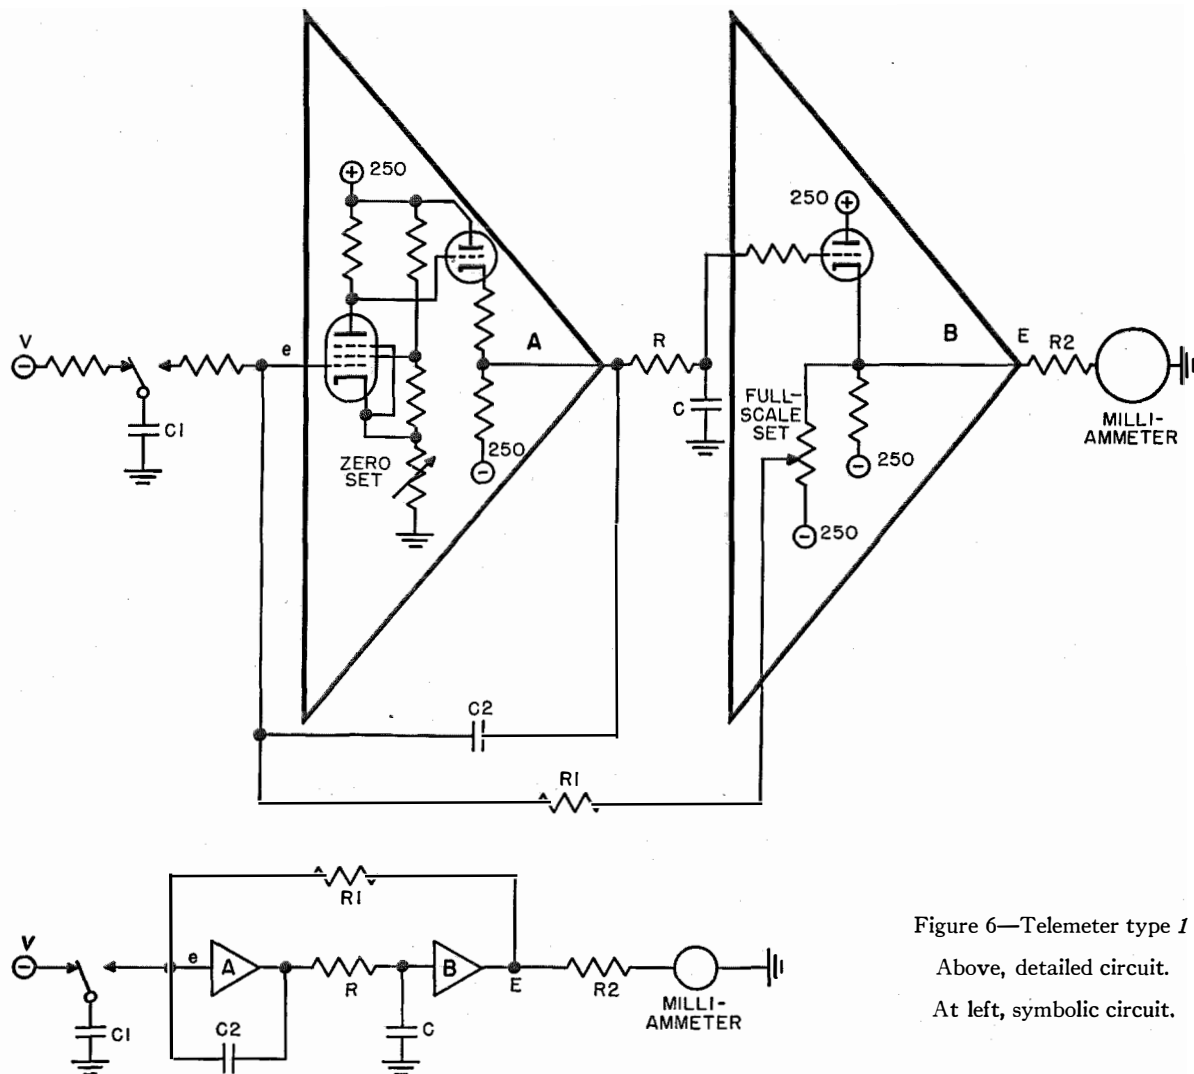 250
250
V
e
A
R
B
E
R2
C1
C
FULL-
SCALE
SET
MILLI-
AMMETER
ZERO
SET
250
250
250
C2
R1
R1
V
e
A
R
B
E
R2
C1
C2
C
MILLI-
AMMETER
Figure 6—Telemeter type 1
Above, detailed circuit.
At left, symbolic circuit.